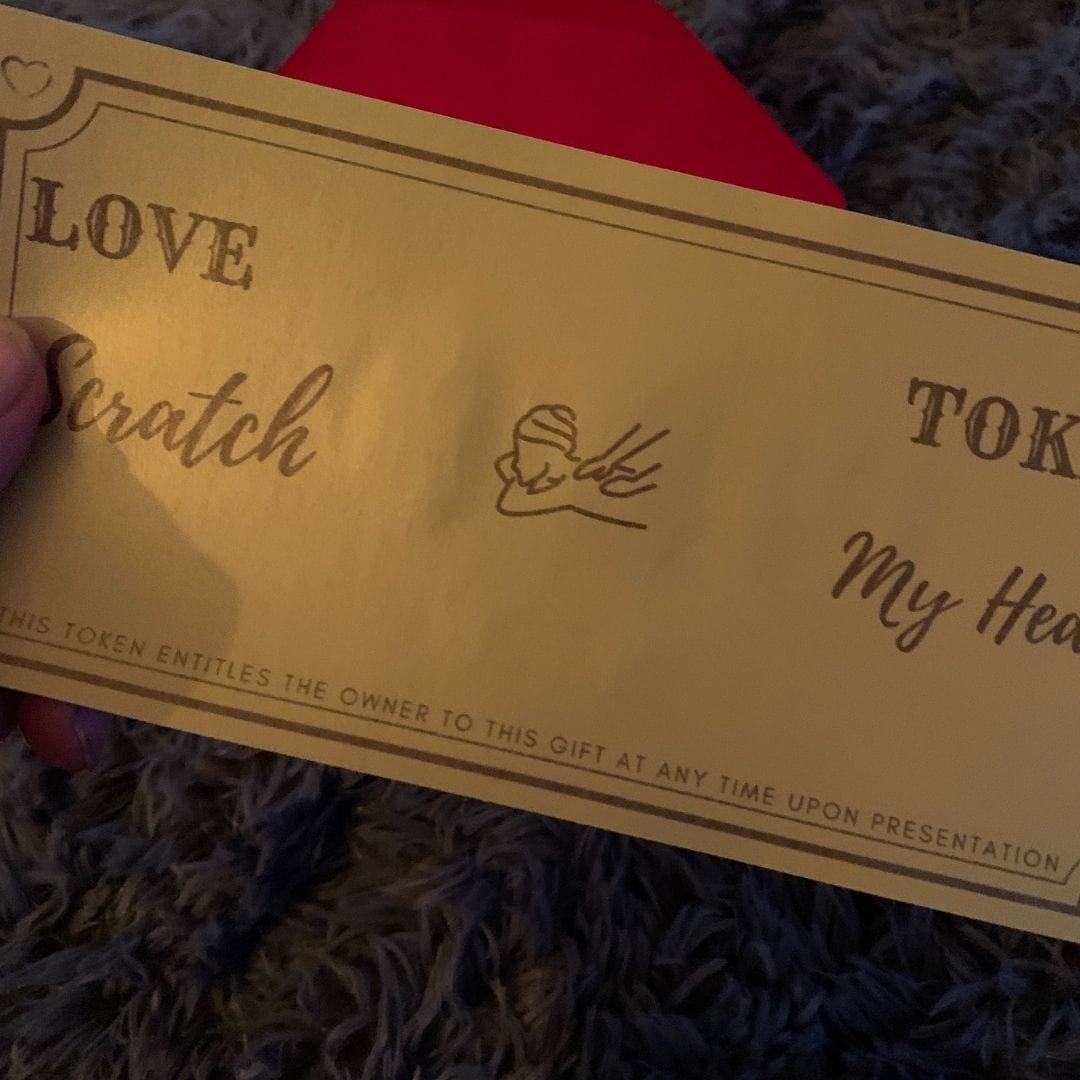 LOVE
TOK
Scratch
My Hea
THIS TOKEN ENTITLES THE OWNER TO THIS GIFT AT ANY TIME UPON PRESENTATION